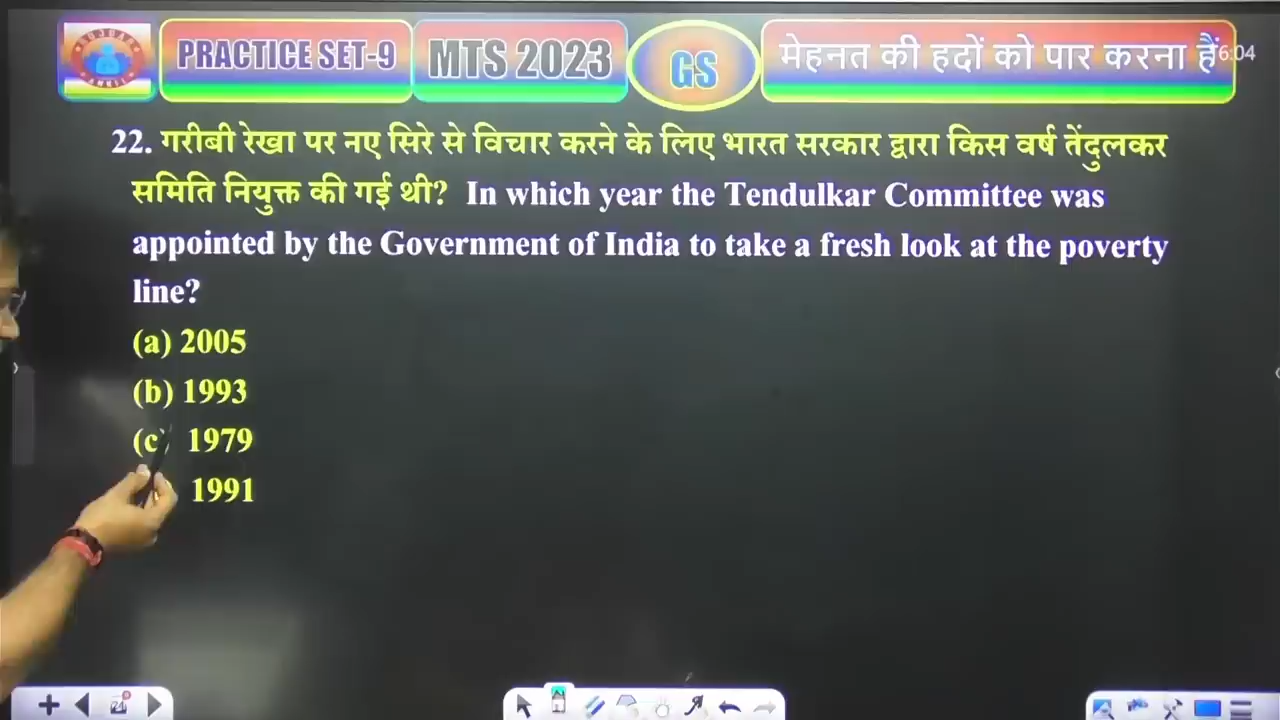 PRACTICE SET-9
MTS 2023
GS
मेहनत की हदों को पार करना हैं
6:04
22. गरीबी रेखा पर नए सिरे से विचार करने के लिए भारत सरकार द्वारा किस वर्ष तेंदुलकर
समिति नियुक्त की गई थी? In which year the Tendulkar Committee was
appointed by the Government of India to take a fresh look at the poverty
line?
(a) 2005
(b) 1993
(c) 1979
1991